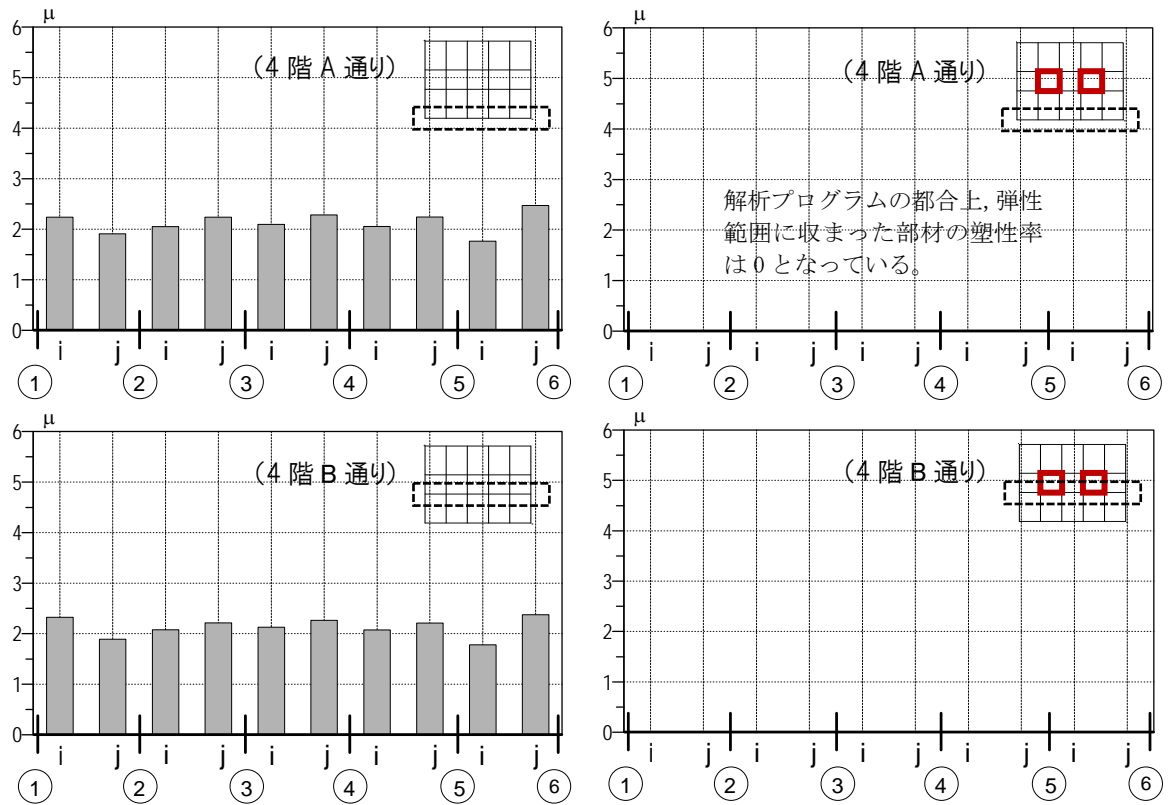 μ
6
5
4
3
2
1
0
(4 階 A 通り)
i j i j i j i j i j
① ② ③ ④ ⑤ ⑥
μ
6
5
4
3
2
1
0
(4 階 A 通り)
解析プログラムの都合上,弾性
範囲に収まった部材の塑性率
は0となっている。
i j i j i j i j i j
① ② ③ ④ ⑤ ⑥
μ
6
5
4
3
2
1
0
(4 階 B 通り)
i j i j i j i j i j
① ② ③ ④ ⑤ ⑥
μ
6
5
4
3
2
1
0
(4 階 B 通り)
i j i j i j i j i j
① ② ③ ④ ⑤ ⑥